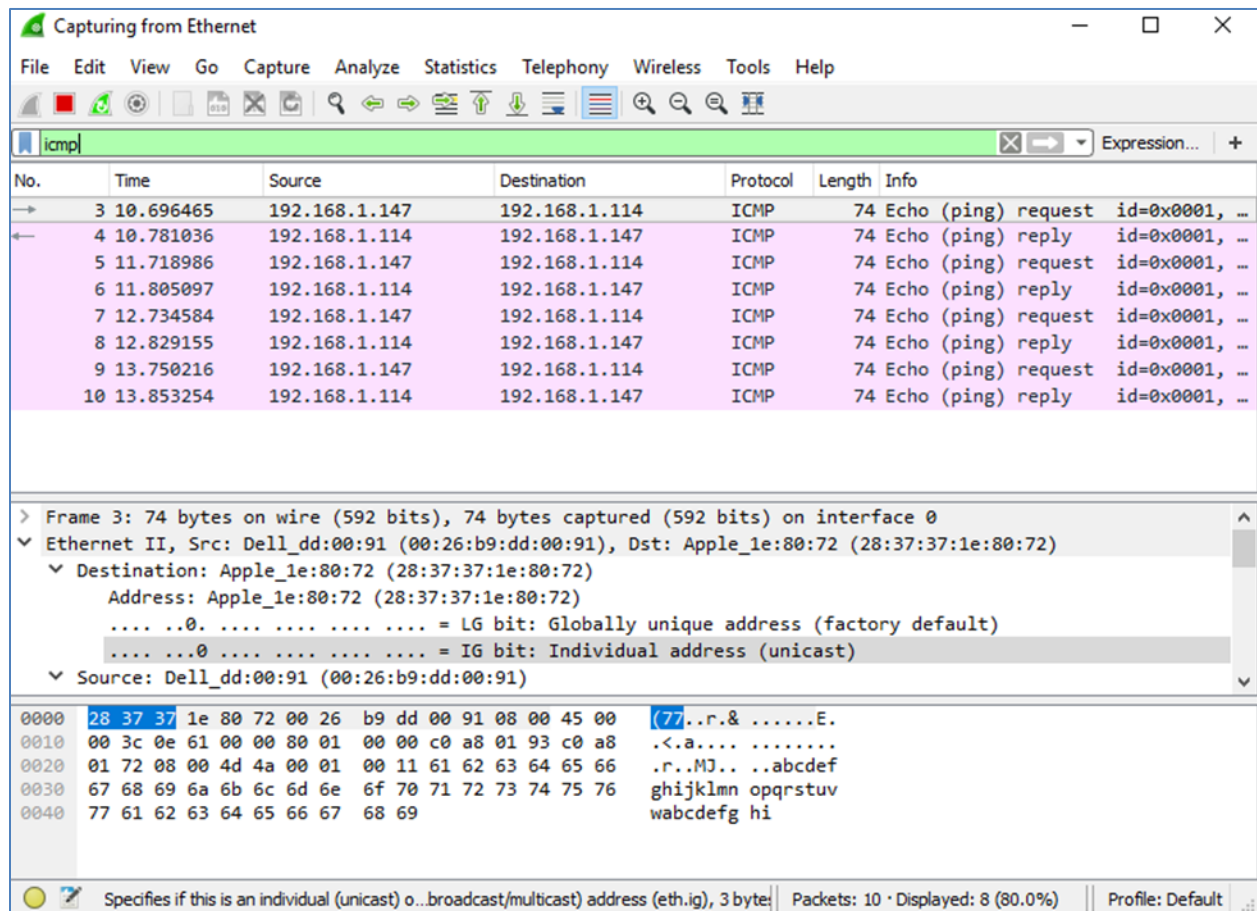 Capturing from Ethernet
File Edit View Go Capture Analyze Statistics Telephony Wireless Tools Help
icmp Expression... +
No. Time Source Destination Protocol Length Info
3 10.696465 192.168.1.147 192.168.1.114 ICMP 74 Echo (ping) request id=0x0001, …
4 10.781036 192.168.1.114 192.168.1.147 ICMP 74 Echo (ping) reply id=0x0001, …
5 11.718986 192.168.1.147 192.168.1.114 ICMP 74 Echo (ping) request id=0x0001, …
6 11.805097 192.168.1.114 192.168.1.147 ICMP 74 Echo (ping) reply id=0x0001, …
7 12.734584 192.168.1.147 192.168.1.114 ICMP 74 Echo (ping) request id=0x0001, …
8 12.829155 192.168.1.114 192.168.1.147 ICMP 74 Echo (ping) reply id=0x0001, …
9 13.750216 192.168.1.147 192.168.1.114 ICMP 74 Echo (ping) request id=0x0001, …
10 13.853254 192.168.1.114 192.168.1.147 ICMP 74 Echo (ping) reply id=0x0001, …
Frame 3: 74 bytes on wire (592 bits), 74 bytes captured (592 bits) on interface 0
Ethernet II, Src: Dell_dd:00:91 (00:26:b9:dd:00:91), Dst: Apple_1e:80:72 (28:37:37:1e:80:72)
Destination: Apple_1e:80:72 (28:37:37:1e:80:72)
Address: Apple_1e:80:72 (28:37:37:1e:80:72)
.... ..0. .... .... .... .... = LG bit: Globally unique address (factory default)
.... ...0 .... .... .... .... = IG bit: Individual address (unicast)
Source: Dell_dd:00:91 (00:26:b9:dd:00:91)
0000 28 37 37 1e 80 72 00 26 b9 dd 00 91 08 00 45 00 (77..r.& ......E.
0010 00 3c 0e 61 00 00 80 01 00 00 c0 a8 01 93 c0 a8 .<.a.... ........
0020 01 72 08 00 4d 4a 00 01 00 11 61 62 63 64 65 66 .r..MJ.. ..abcdef
0030 67 68 69 6a 6b 6c 6d 6e 6f 70 71 72 73 74 75 76 ghijklmn opqrstuv
0040 77 61 62 63 64 65 66 67 68 69 wabcdefg hi
Specifies if this is an individual (unicast) o...broadcast/multicast) address (eth.ig), 3 bytes Packets: 10 · Displayed: 8 (80.0%) Profile: Default